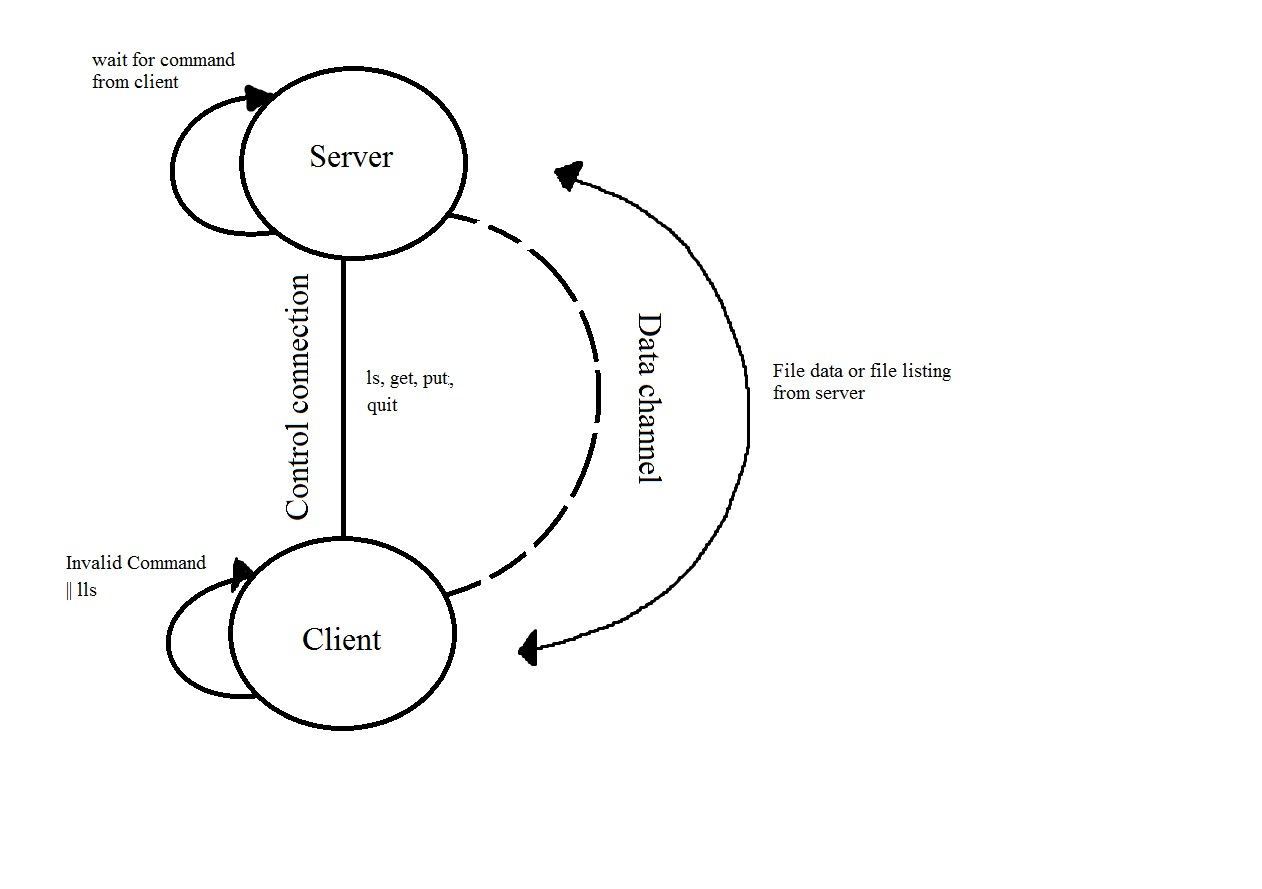 wait for command
from client
Server
Control connection
ls, get, put,
quit
Data channel
File data or file listing
from server
Invalid Command
|| lls
Client